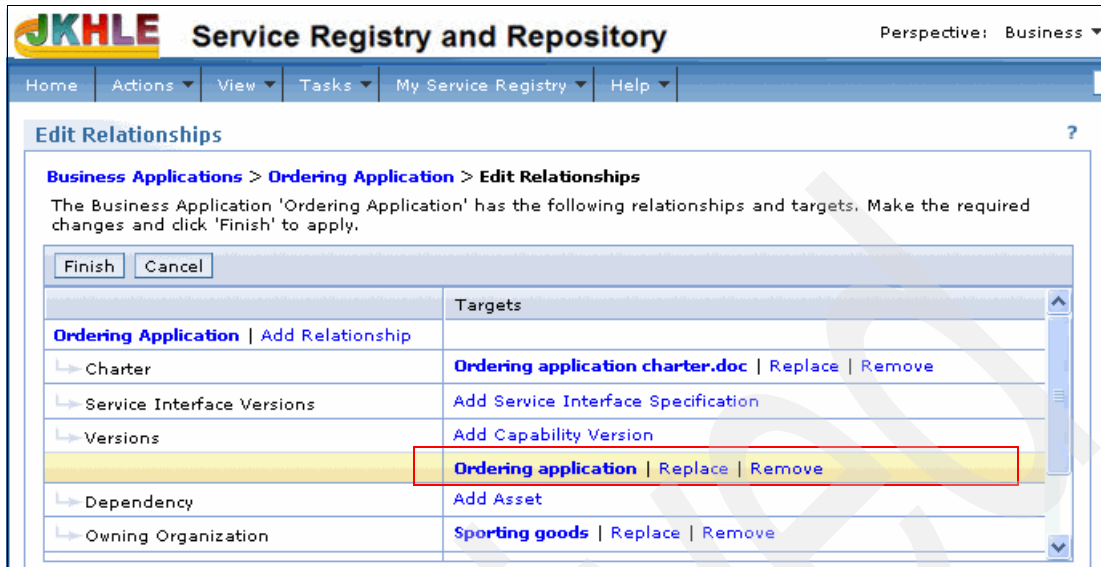 JKHLE Service Registry and Repository Perspective: Business
Home Actions View Tasks My Service Registry Help
Edit Relationships ?
Business Applications > Ordering Application > Edit Relationships
The Business Application 'Ordering Application' has the following relationships and targets. Make the required
changes and click 'Finish' to apply.
Finish Cancel
Targets
Ordering Application | Add Relationship
Charter Ordering application charter.doc | Replace | Remove
Service Interface Versions Add Service Interface Specification
Versions Add Capability Version
Ordering application | Replace | Remove
Dependency Add Asset
Owning Organization Sporting goods | Replace | Remove